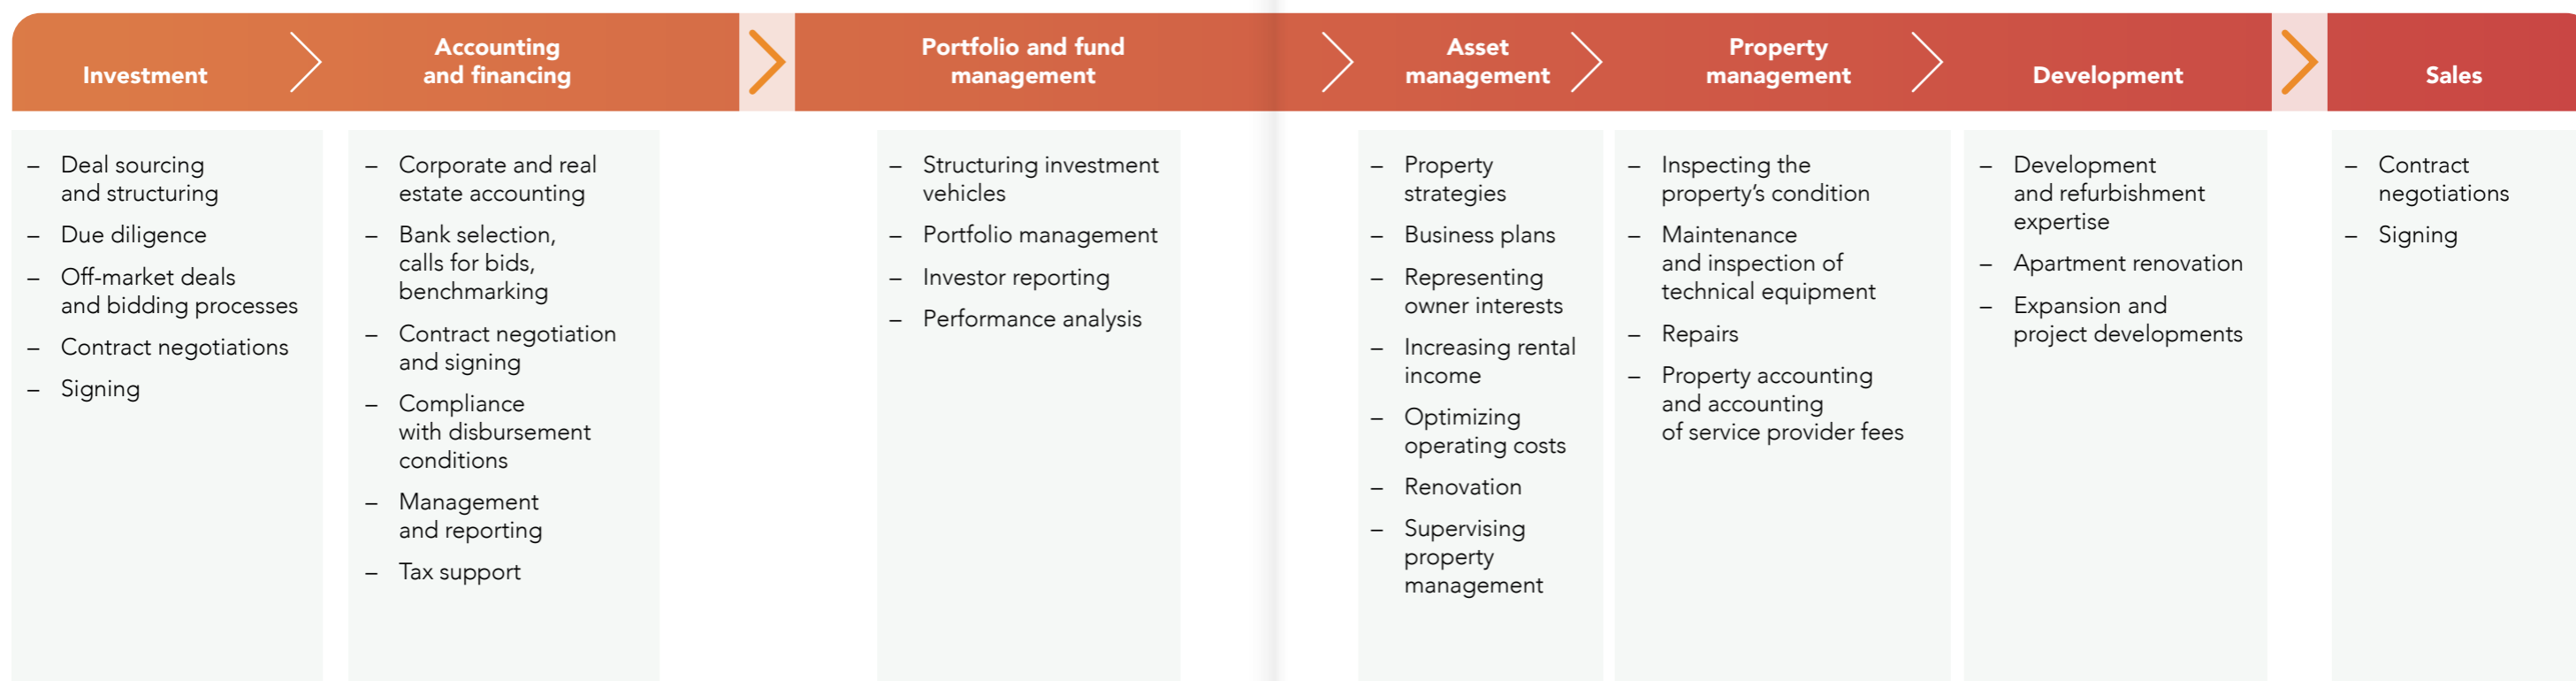 Investment
Accounting
and financing
Portfolio and fund
management
Asset
management
Property
management
Development
Sales
– Deal sourcing
and structuring
– Due diligence
– Off-market deals
and bidding processes
– Contract negotiations
– Signing
– Corporate and real
estate accounting
– Bank selection,
calls for bids,
benchmarking
– Contract negotiation
and signing
– Compliance
with disbursement
conditions
– Management
and reporting
– Tax support
– Structuring investment
vehicles
– Portfolio management
– Investor reporting
– Performance analysis
– Property
strategies
– Business plans
– Representing
owner interests
– Increasing rental
income
– Optimizing
operating costs
– Renovation
– Supervising
property
management
– Inspecting the
property’s condition
– Maintenance
and inspection of
technical equipment
– Repairs
– Property accounting
and accounting
of service provider fees
– Development
and refurbishment
expertise
– Apartment renovation
– Expansion and
project developments
– Contract
negotiations
– Signing